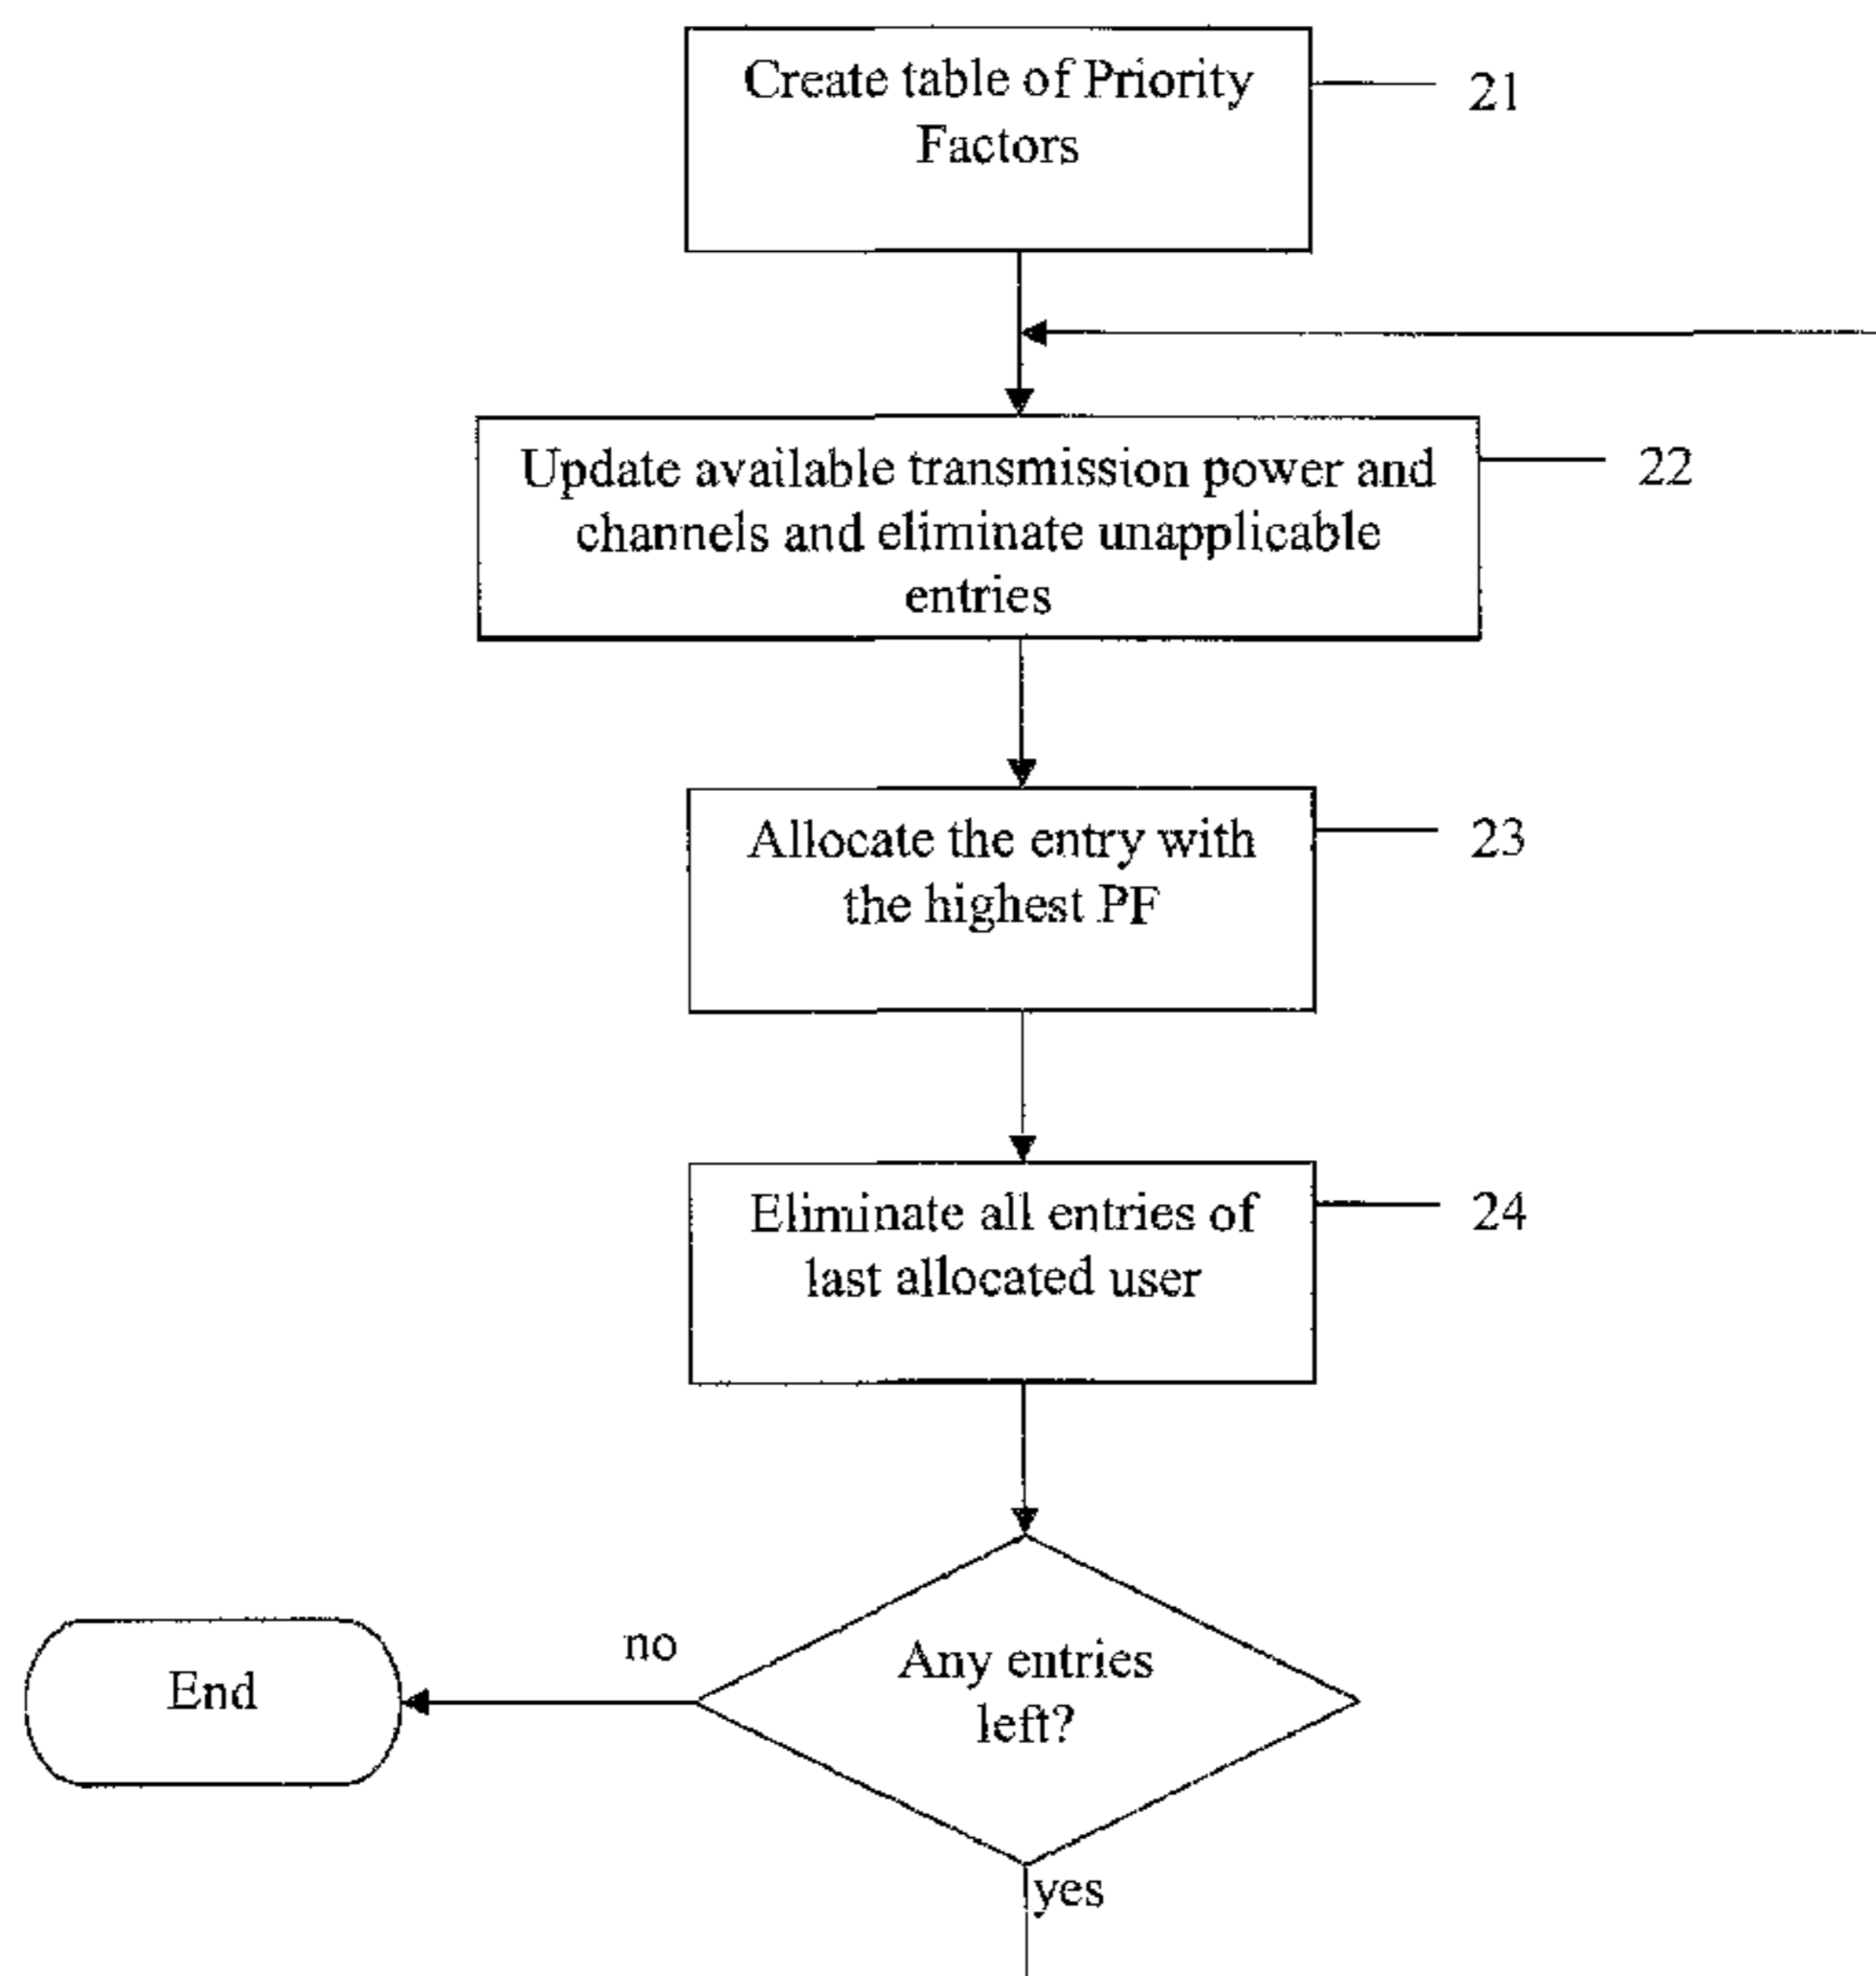 Create table of Priority
Factors
21
Update available transmission power and
channels and eliminate unapplicable
entries
22
Allocate the entry with
the highest PF
23
Eliminate all entries of
last allocated user
24
Any entries
left?
no
End
yes